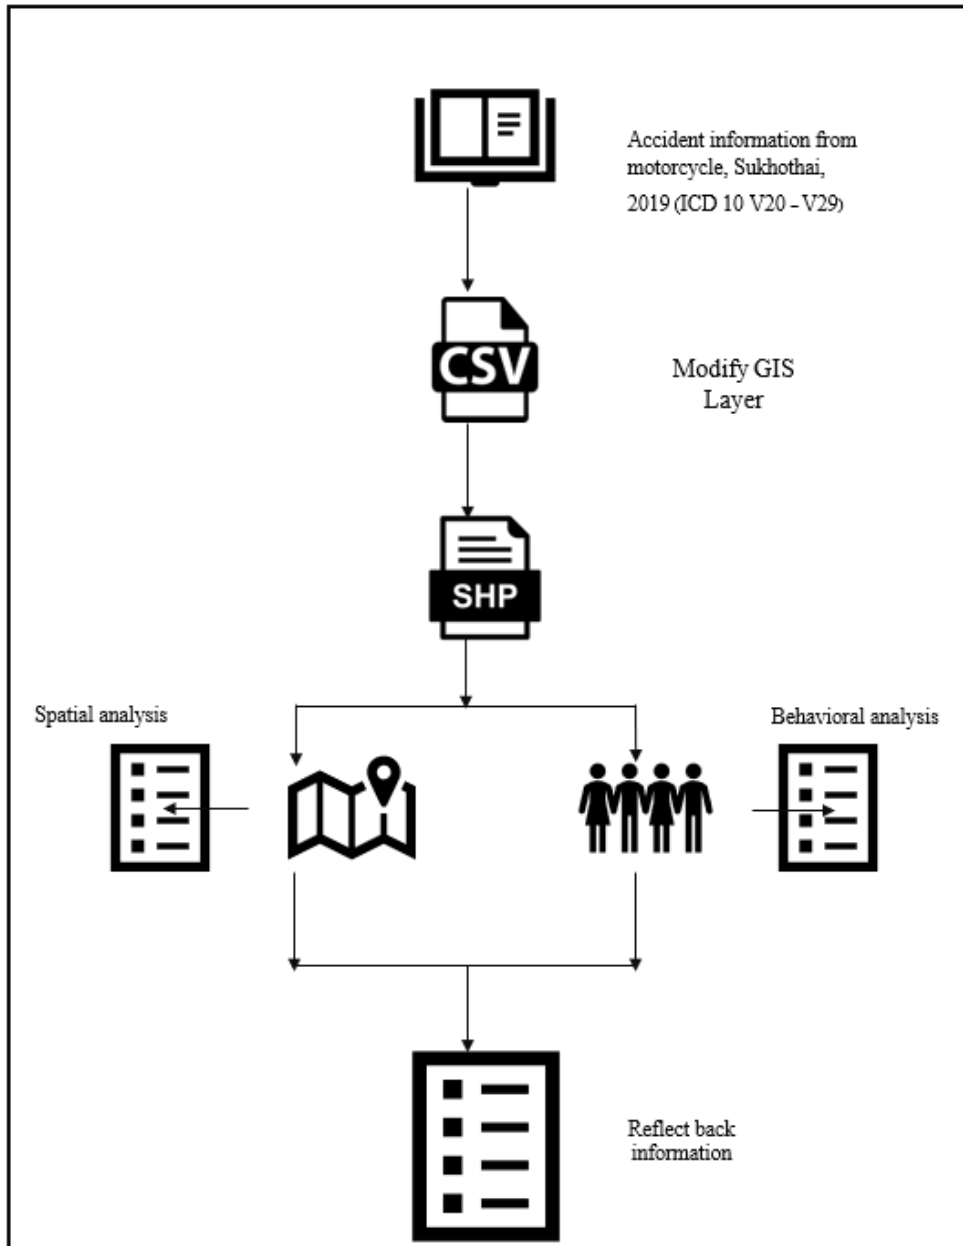 Accident information from
motorcycle, Sukhothai,
2019 (ICD 10 V20 – V29)
CSV
Modify GIS
Layer
SHP
Spatial analysis
Behavioral analysis
Reflect back
information